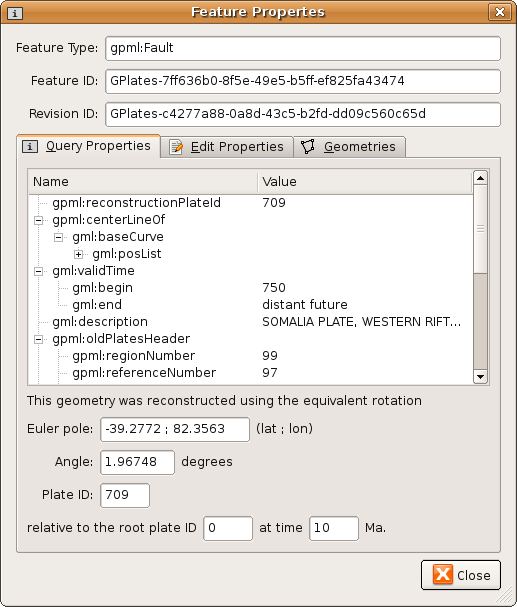 Feature Propertes
Feature Type: gpml:Fault
Feature ID: GPlates-7ff636b0-8f5e-49e5-b5ff-ef825fa43474
Revision ID: GPlates-c4277a88-0a8d-43c5-b2fd-dd09c560c65d
Query Properties Edit Properties Geometries
Name Value
gpml:reconstructionPlateId 709
gpml:centerLineOf
gml:baseCurve
gml:posList
gml:validTime
gml:begin 750
gml:end distant future
gml:description SOMALIA PLATE, WESTERN RIFT...
gpml:oldPlatesHeader
gpml:regionNumber 99
gpml:referenceNumber 97
This geometry was reconstructed using the equivalent rotation
Euler pole: -39.2772 ; 82.3563 (lat ; lon)
Angle: 1.96748 degrees
Plate ID: 709
relative to the root plate ID 0 at time 10 Ma.
Close